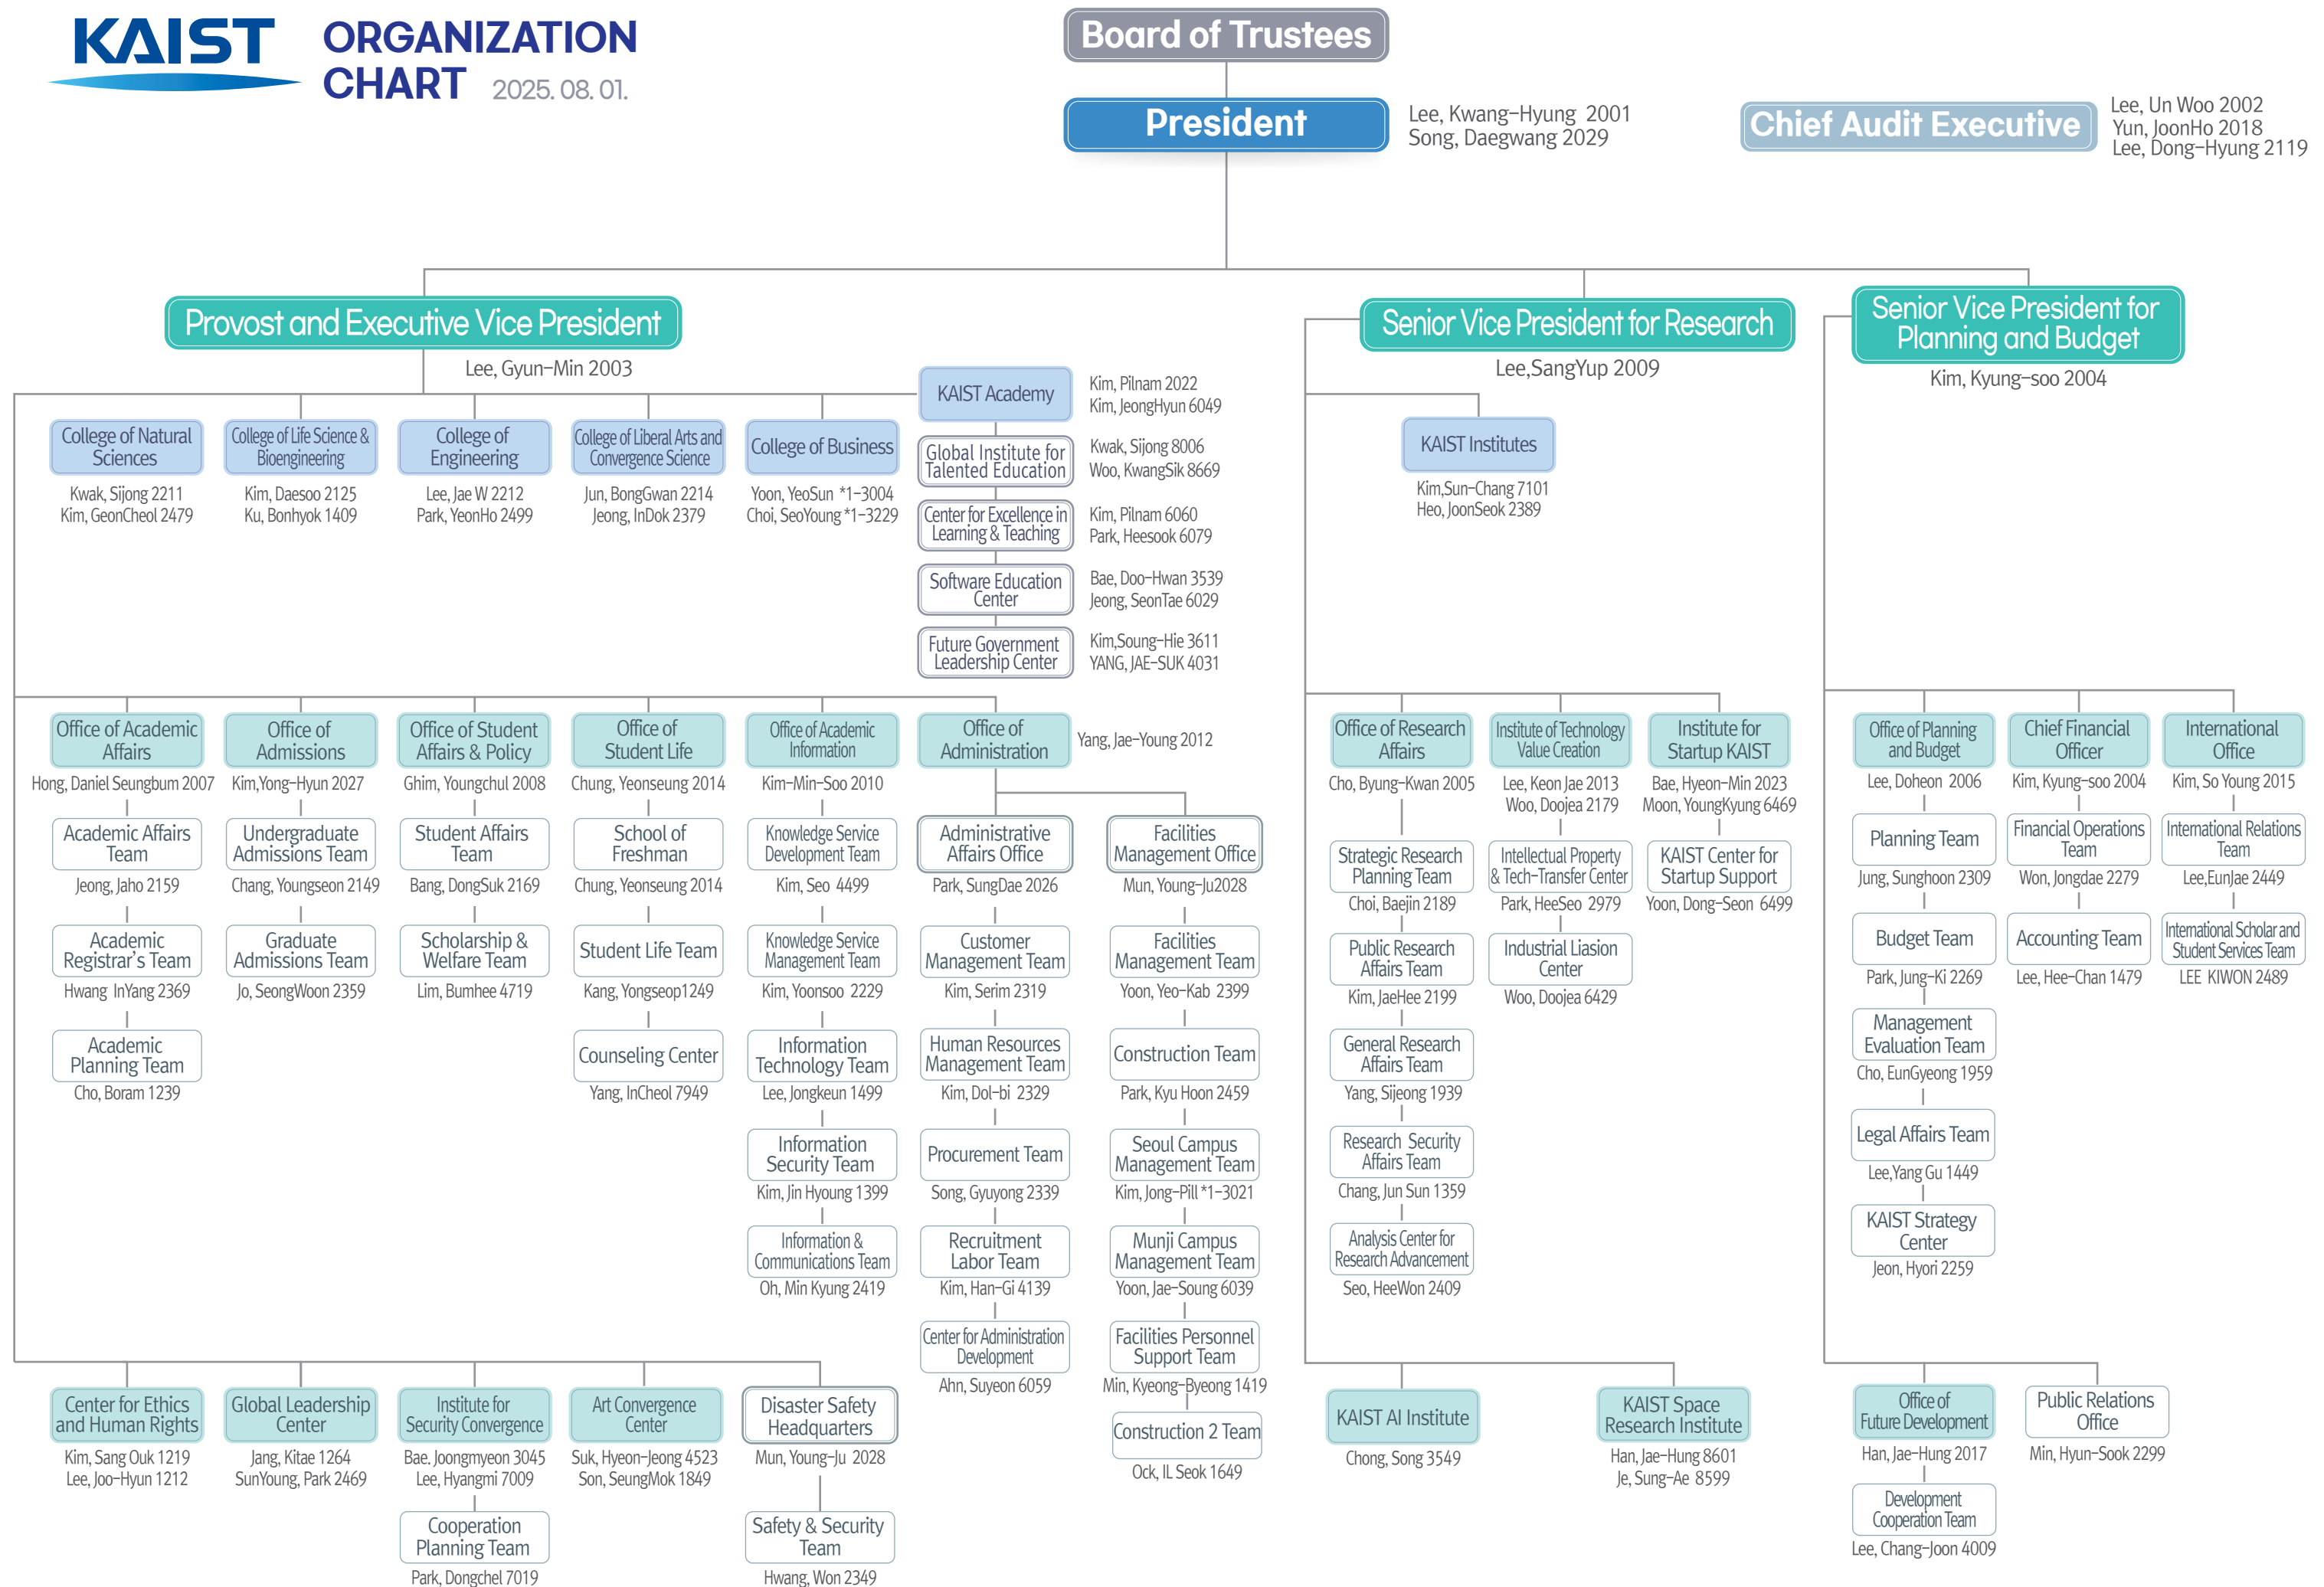 KAIST
ORGANIZATION
CHART 2025. 08. 01.
Board of Trustees
President
Lee, Kwang-Hyung 2001
Song, Daegwang 2029
Chief Audit Executive
Lee, Un Woo 2002
Yun, JoonHo 2018
Lee, Dong-Hyung 2119
Provost and Executive Vice President
Lee, Gyun-Min 2003
Senior Vice President for Research
Lee,SangYup 2009
Senior Vice President for
Planning and Budget
Kim, Kyung-soo 2004
College of Natural
Sciences
Kwak, Sijong 2211
Kim, GeonCheol 2479
College of Life Science &
Bioengineering
Kim, Daesoo 2125
Ku, Bonhyok 1409
College of
Engineering
Lee, Jae W 2212
Park, YeonHo 2499
College of Liberal Arts and
Convergence Science
Jun, BongGwan 2214
Jeong, InDok 2379
College of Business
Yoon, YeoSun *1-3004
Choi, SeoYoung *1-3229
KAIST Academy
Kim, Pilnam 2022
Kim, JeongHyun 6049
Global Institute for
Talented Education
Kwak, Sijong 8006
Woo, KwangSik 8669
Center for Excellence in
Learning & Teaching
Kim, Pilnam 6060
Park, Heesook 6079
Software Education
Center
Bae, Doo-Hwan 3539
Jeong, SeonTae 6029
Future Government
Leadership Center
Kim,Soung-Hie 3611
YANG, JAE-SUK 4031
KAIST Institutes
Kim,Sun-Chang 7101
Heo, JoonSeok 2389
Office of Academic
Affairs
Hong, Daniel Seungbum 2007
Academic Affairs
Team
Jeong, Jaho 2159
Academic
Registrar's Team
Hwang InYang 2369
Academic
Planning Team
Cho, Boram 1239
Office of
Admissions
Kim,Yong-Hyun 2027
Undergraduate
Admissions Team
Chang, Youngseon 2149
Graduate
Admissions Team
Jo, SeongWoon 2359
Office of Student
Affairs & Policy
Ghim, Youngchul 2008
Student Affairs
Team
Bang, DongSuk 2169
Scholarship &
Welfare Team
Lim, Bumhee 4719
Office of
Student Life
Chung, Yeonseung 2014
School of
Freshman
Chung, Yeonseung 2014
Student Life Team
Kang, Yongseop1249
Counseling Center
Yang, InCheol 7949
Office of Academic
Information
Kim-Min-Soo 2010
Knowledge Service
Development Team
Kim, Seo 4499
Knowledge Service
Management Team
Kim, Yoonsoo 2229
Information
Technology Team
Lee, Jongkeun 1499
Information
Security Team
Kim, Jin Hyoung 1399
Information &
Communications Team
Oh, Min Kyung 2419
Office of
Administration
Yang, Jae-Young 2012
Administrative
Affairs Office
Park, SungDae 2026
Customer
Management Team
Kim, Serim 2319
Human Resources
Management Team
Kim, Dol-bi 2329
Procurement Team
Song, Gyuyong 2339
Recruitment
Labor Team
Kim, Han-Gi 4139
Center for Administration
Development
Ahn, Suyeon 6059
Facilities
Management Office
Mun, Young-Ju2028
Facilities
Management Team
Yoon, Yeo-Kab 2399
Construction Team
Park, Kyu Hoon 2459
Seoul Campus
Management Team
Kim, Jong-Pill *1-3021
Munji Campus
Management Team
Yoon, Jae-Soung 6039
Facilities Personnel
Support Team
Min, Kyeong-Byeong 1419
Construction 2 Team
Ock, IL Seok 1649
Office of Research
Affairs
Cho, Byung-Kwan 2005
Strategic Research
Planning Team
Choi, Baejin 2189
Public Research
Affairs Team
Kim, JaeHee 2199
General Research
Affairs Team
Yang, Sijeong 1939
Research Security
Affairs Team
Chang, Jun Sun 1359
Analysis Center for
Research Advancement
Seo, HeeWon 2409
Institute of Technology
Value Creation
Lee, Keon Jae 2013
Woo, Doojea 2179
Intellectual Property
& Tech-Transfer Center
Park, HeeSeo 2979
Industrial Liasion
Center
Woo, Doojea 6429
Institute for
Startup KAIST
Bae, Hyeon-Min 2023
Moon, YoungKyung 6469
KAIST Center for
Startup Support
Yoon, Dong-Seon 6499
Office of Planning
and Budget
Lee, Doheon 2006
Planning Team
Jung, Sunghoon 2309
Budget Team
Park, Jung-Ki 2269
Management
Evaluation Team
Cho, EunGyeong 1959
Legal Affairs Team
Lee,Yang Gu 1449
KAIST Strategy
Center
Jeon, Hyori 2259
Chief Financial
Officer
Kim, Kyung-soo 2004
Financial Operations
Team
Won, Jongdae 2279
Accounting Team
Lee, Hee-Chan 1479
International
Office
Kim, So Young 2015
International Relations
Team
Lee,EunJae 2449
International Scholar and
Student Services Team
LEE KIWON 2489
Center for Ethics
and Human Rights
Kim, Sang Ouk 1219
Lee, Joo-Hyun 1212
Global Leadership
Center
Jang, Kitae 1264
SunYoung, Park 2469
Institute for
Security Convergence
Bae. Joongmyeon 3045
Lee, Hyangmi 7009
Cooperation
Planning Team
Park, Dongchel 7019
Art Convergence
Center
Suk, Hyeon-Jeong 4523
Son, SeungMok 1849
Disaster Safety
Headquarters
Mun, Young-Ju 2028
Safety & Security
Team
Hwang, Won 2349
KAIST AI Institute
Chong, Song 3549
KAIST Space
Research Institute
Han, Jae-Hung 8601
Je, Sung-Ae 8599
Office of
Future Development
Han, Jae-Hung 2017
Development
Cooperation Team
Lee, Chang-Joon 4009
Public Relations
Office
Min, Hyun-Sook 2299